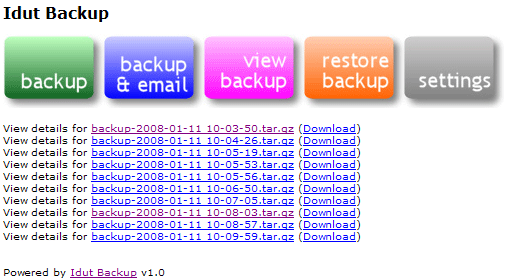 Idut Backup
backup
backup
& email
view
backup
restore
backup
settings
View details for backup-2008-01-11 10-03-50.tar.gz (Download)
View details for backup-2008-01-11 10-04-26.tar.gz (Download)
View details for backup-2008-01-11 10-05-19.tar.gz (Download)
View details for backup-2008-01-11 10-05-53.tar.gz (Download)
View details for backup-2008-01-11 10-05-56.tar.gz (Download)
View details for backup-2008-01-11 10-06-50.tar.gz (Download)
View details for backup-2008-01-11 10-07-05.tar.gz (Download)
View details for backup-2008-01-11 10-08-03.tar.gz (Download)
View details for backup-2008-01-11 10-08-57.tar.gz (Download)
View details for backup-2008-01-11 10-09-59.tar.gz (Download)
Powered by Idut Backup v1.0